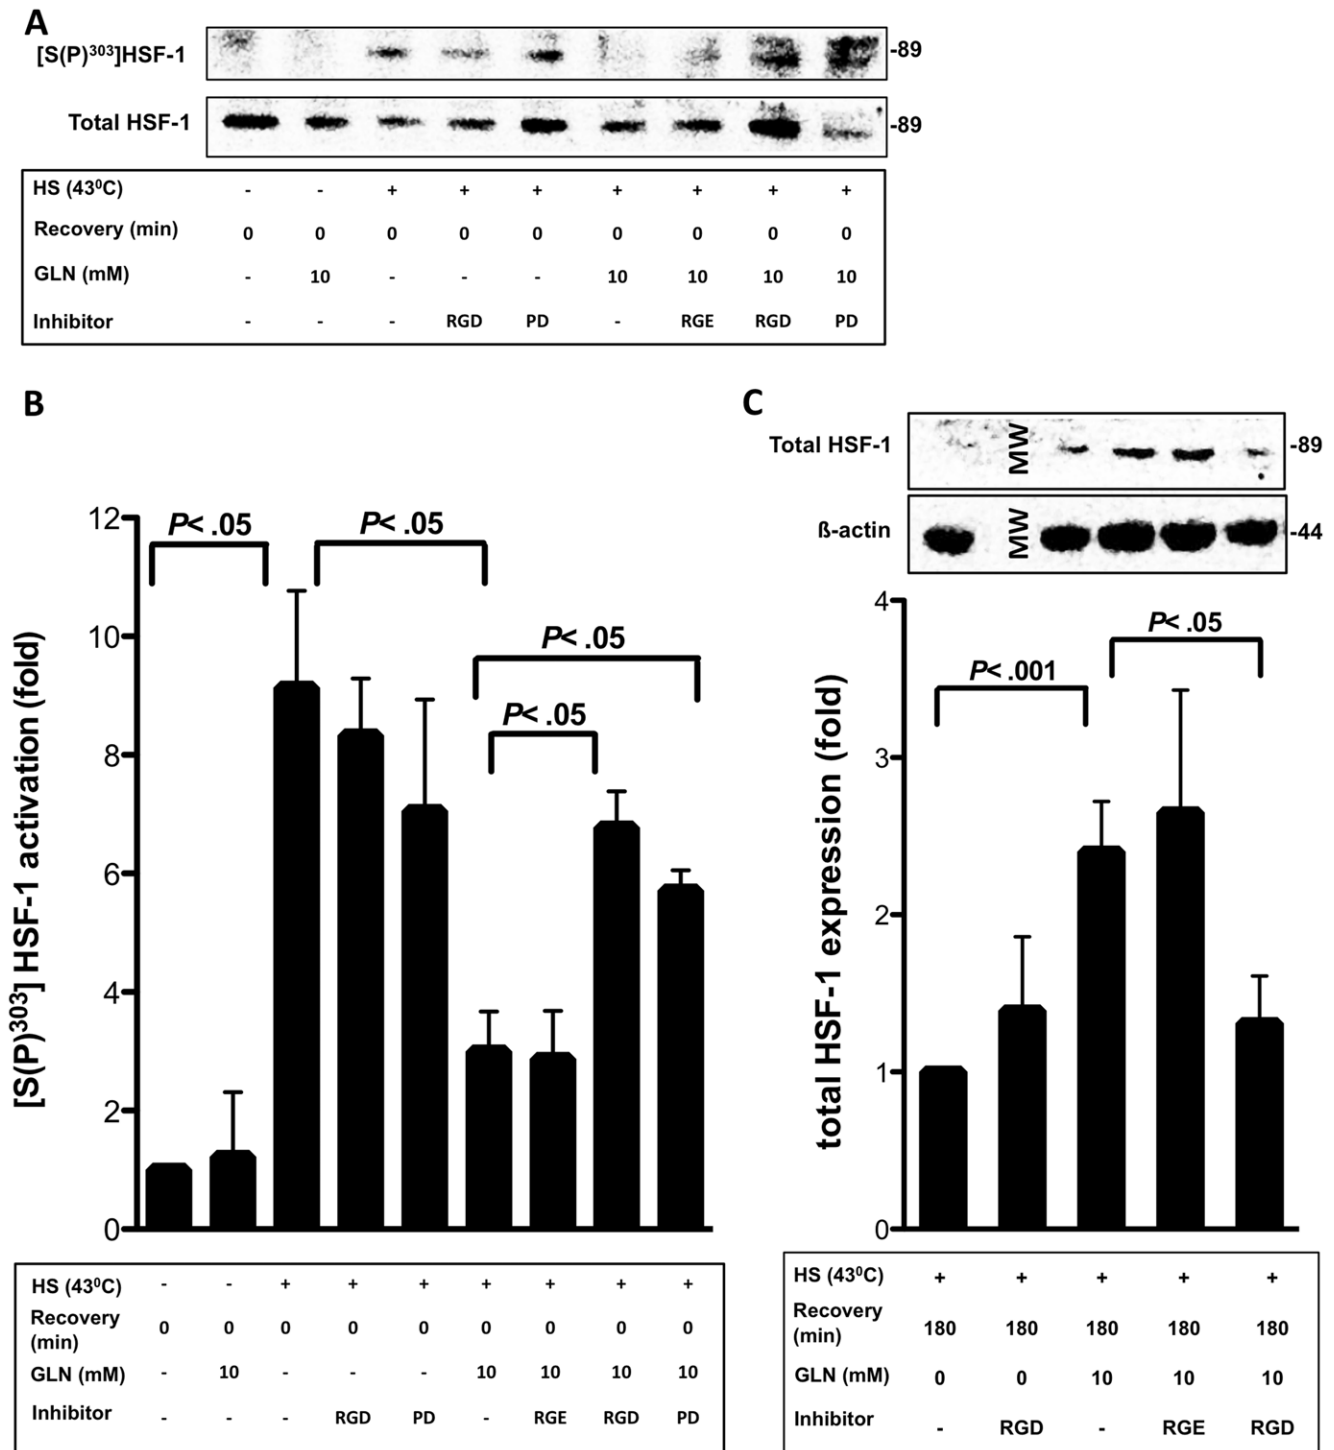 A
[S(P)³⁰³]HSF-1
-89
Total HSF-1
-89
HS (43⁰C) - - + + + + + + +
Recovery (min) 0 0 0 0 0 0 0 0 0
GLN (mM) - 10 - - - 10 10 10 10
Inhibitor - - - RGD PD - RGE RGD PD
B
[S(P)³⁰³] HSF-1 activation (fold)
12
10
8
6
4
2
0
P< .05
P< .05
P< .05
P< .05
HS (43⁰C) - - + + + + + + +
Recovery
(min) 0 0 0 0 0 0 0 0 0
GLN (mM) - 10 - - - 10 10 10 10
Inhibitor - - - RGD PD - RGE RGD PD
C
Total HSF-1
MW
-89
ß-actin
MW
-44
total HSF-1 expression (fold)
4
3
2
1
0
P< .05
P< .001
HS (43⁰C) + + + + +
Recovery
(min) 180 180 180 180 180
GLN (mM) 0 0 10 10 10
Inhibitor - RGD - RGE RGD